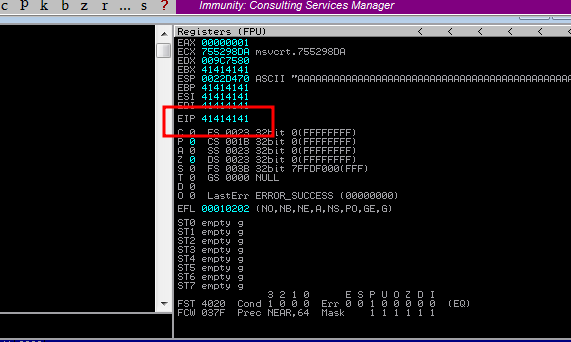 c p k b z r ... s ? Immunity: Consulting Services Manager
Registers (FPU) < < < <
EAX 00000001
ECX 755298DA msvcrt.755298DA
EDX 009C7580
EBX 41414141
ESP 0022D470 ASCII "AAAAAAAAAAAAAAAAAAAAAAAAAAAAAAAAAAAAAAAA
EBP 41414141
ESI 41414141
EDI 41414141
EIP 41414141
C 0 ES 0023 32bit 0(FFFFFFFF)
P 0 CS 001B 32bit 0(FFFFFFFF)
A 0 SS 0023 32bit 0(FFFFFFFF)
Z 0 DS 0023 32bit 0(FFFFFFFF)
S 0 FS 003B 32bit 7FFDF000(FFF)
T 0 GS 0000 NULL
D 0
O 0 LastErr ERROR_SUCCESS (00000000)
EFL 00010202 (NO,NB,NE,A,NS,PO,GE,G)
ST0 empty g
ST1 empty g
ST2 empty g
ST3 empty g
ST4 empty g
ST5 empty g
ST6 empty g
ST7 empty g
3 2 1 0 E S P U O Z D I
FST 4020 Cond 1 0 0 0 Err 0 0 1 0 0 0 0 0 (EQ)
FCW 037F Prec NEAR,64 Mask 1 1 1 1 1 1